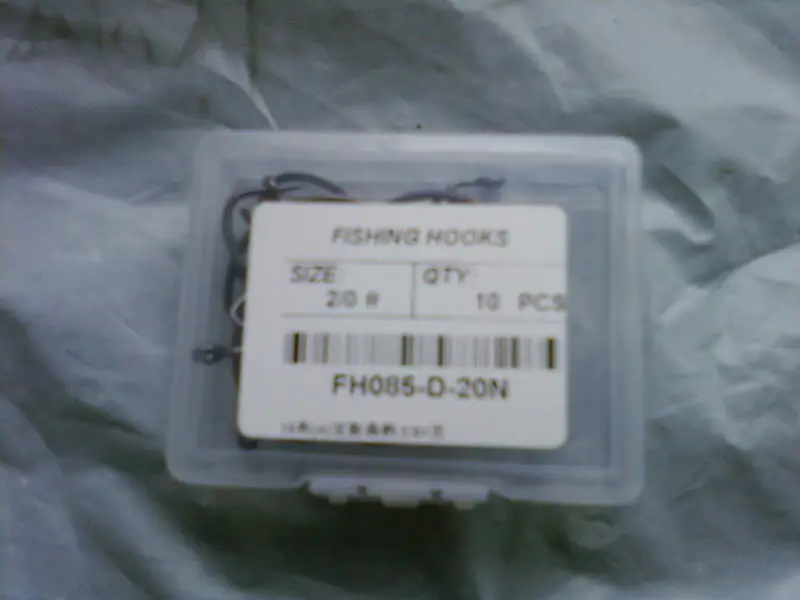 FISHING HOOKS
SIZE: QTY:
2/0 # 10 PCS
FH085-D-20N